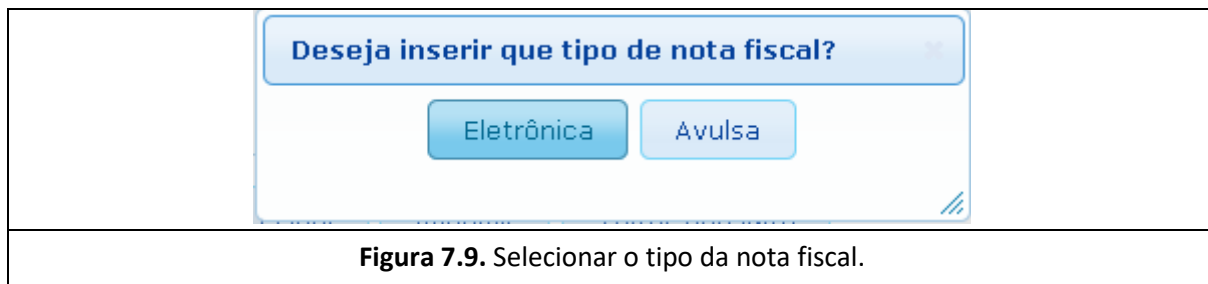 Deseja inserir que tipo de nota fiscal?
Eletrônica Avulsa
Figura 7.9. Selecionar o tipo da nota fiscal.